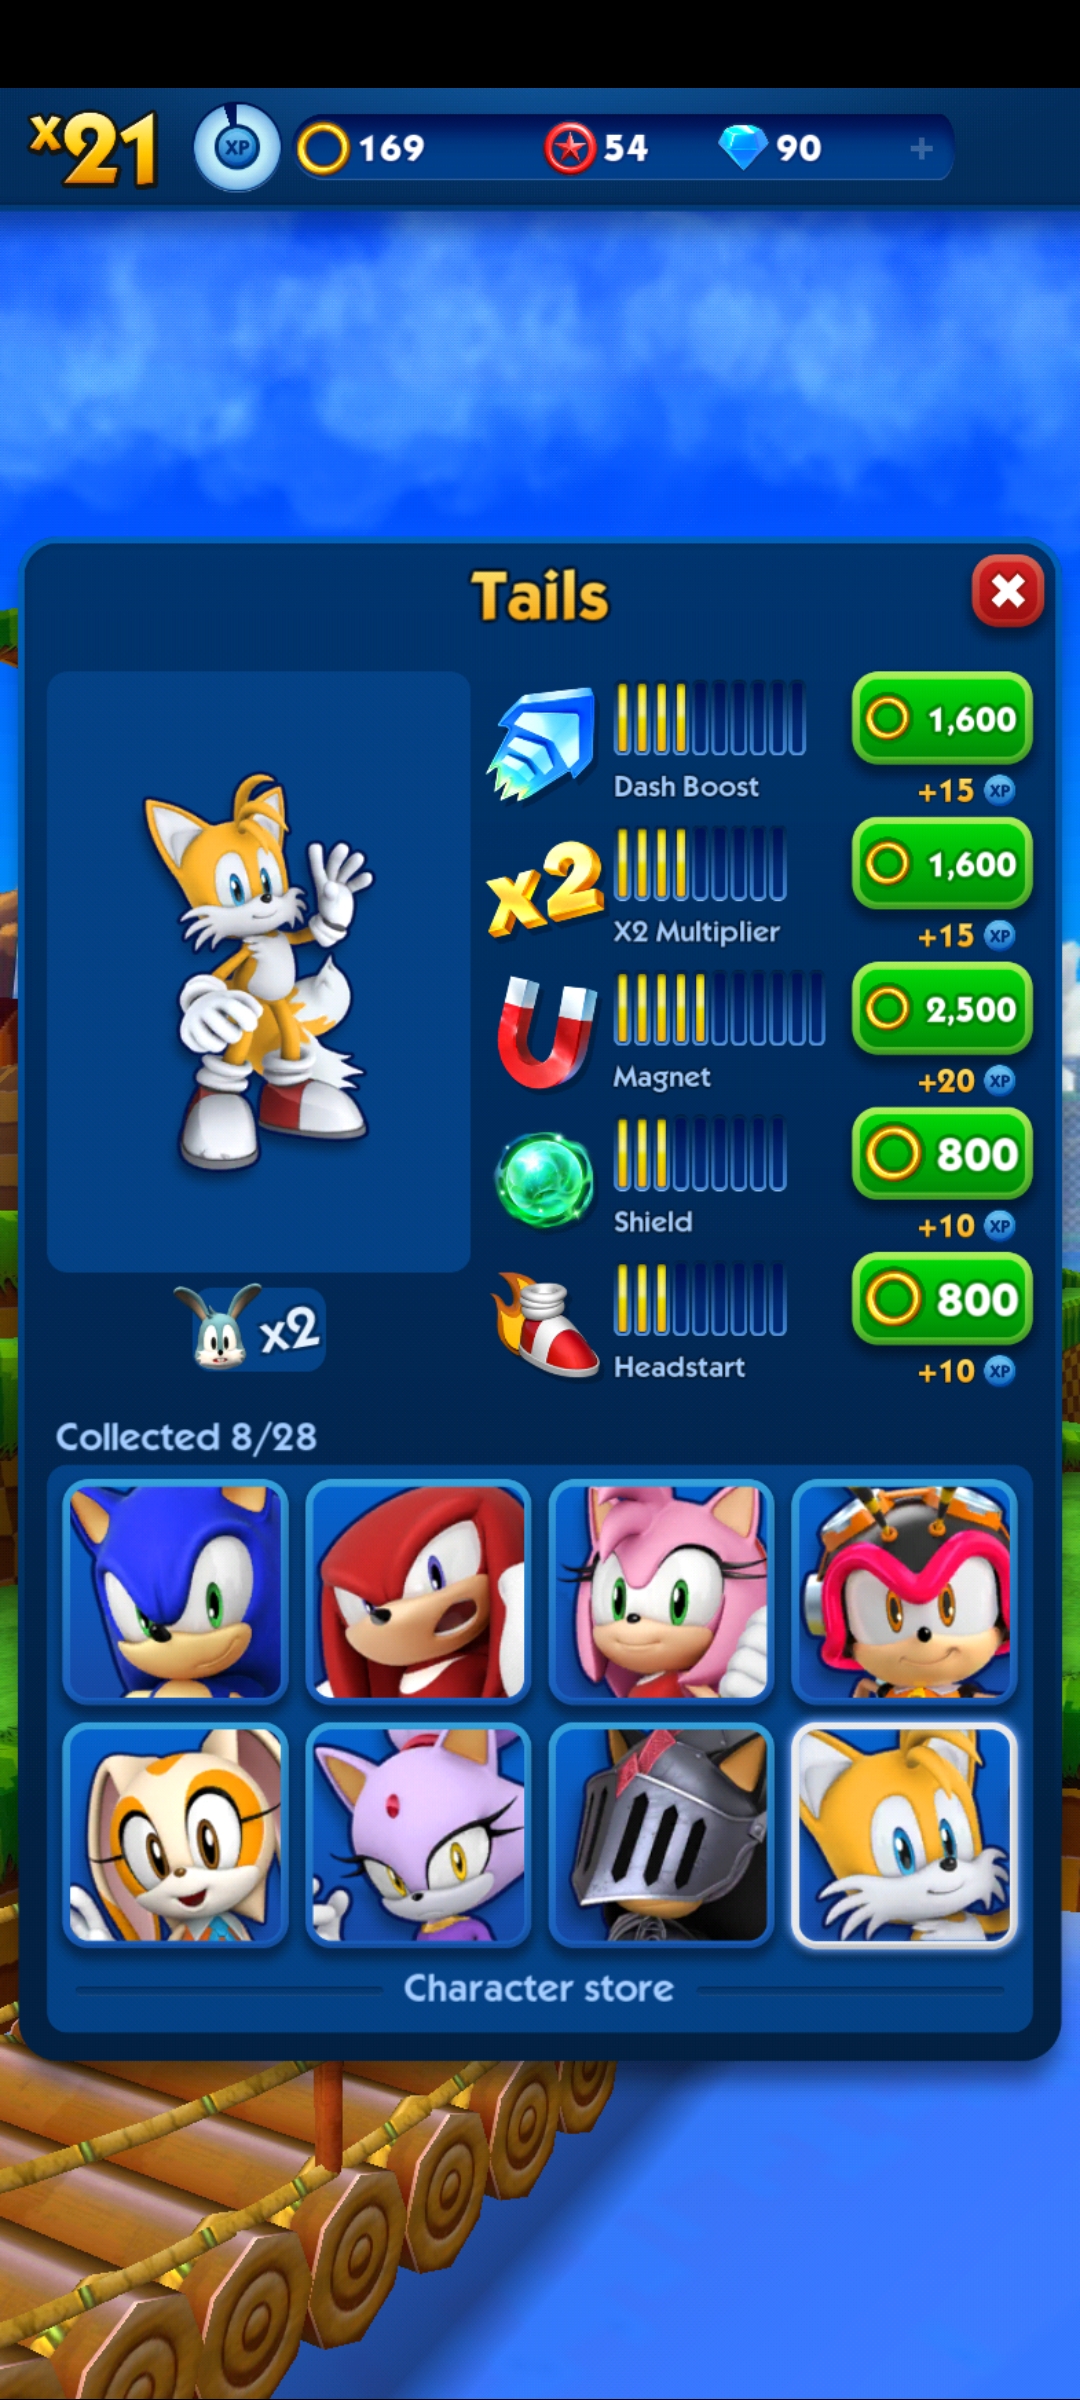 x21
XP
169
54
90
+
Tails
1,600
Dash Boost
+15 XP
x2
1,600
X2 Multiplier
+15 XP
2,500
Magnet
+20 XP
800
Shield
+10 XP
x2
800
Headstart
+10 XP
Collected 8/28
Character store